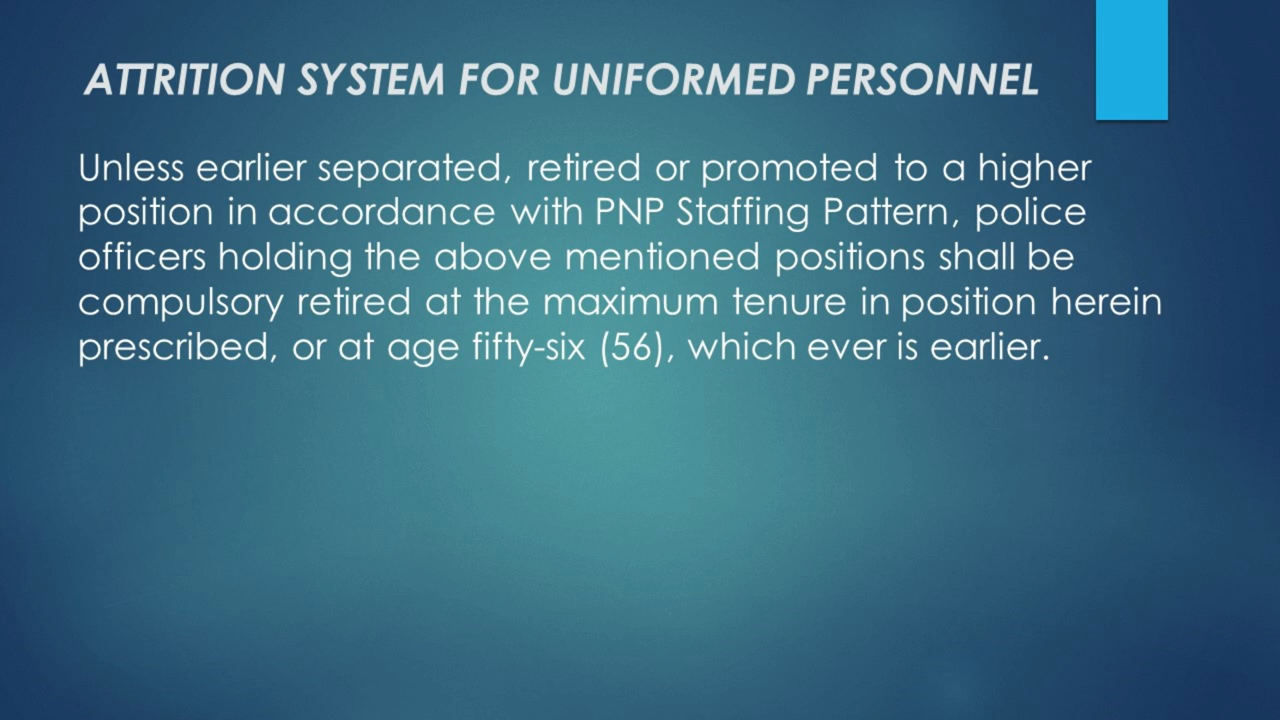 ATTRITION SYSTEM FOR UNIFORMED PERSONNEL
Unless earlier separated, retired or promoted to a higher
position in accordance with PNP Staffing Pattern, police
officers holding the above mentioned positions shall be
compulsory retired at the maximum tenure in position herein
prescribed, or at age fifty-six (56), which ever is earlier.